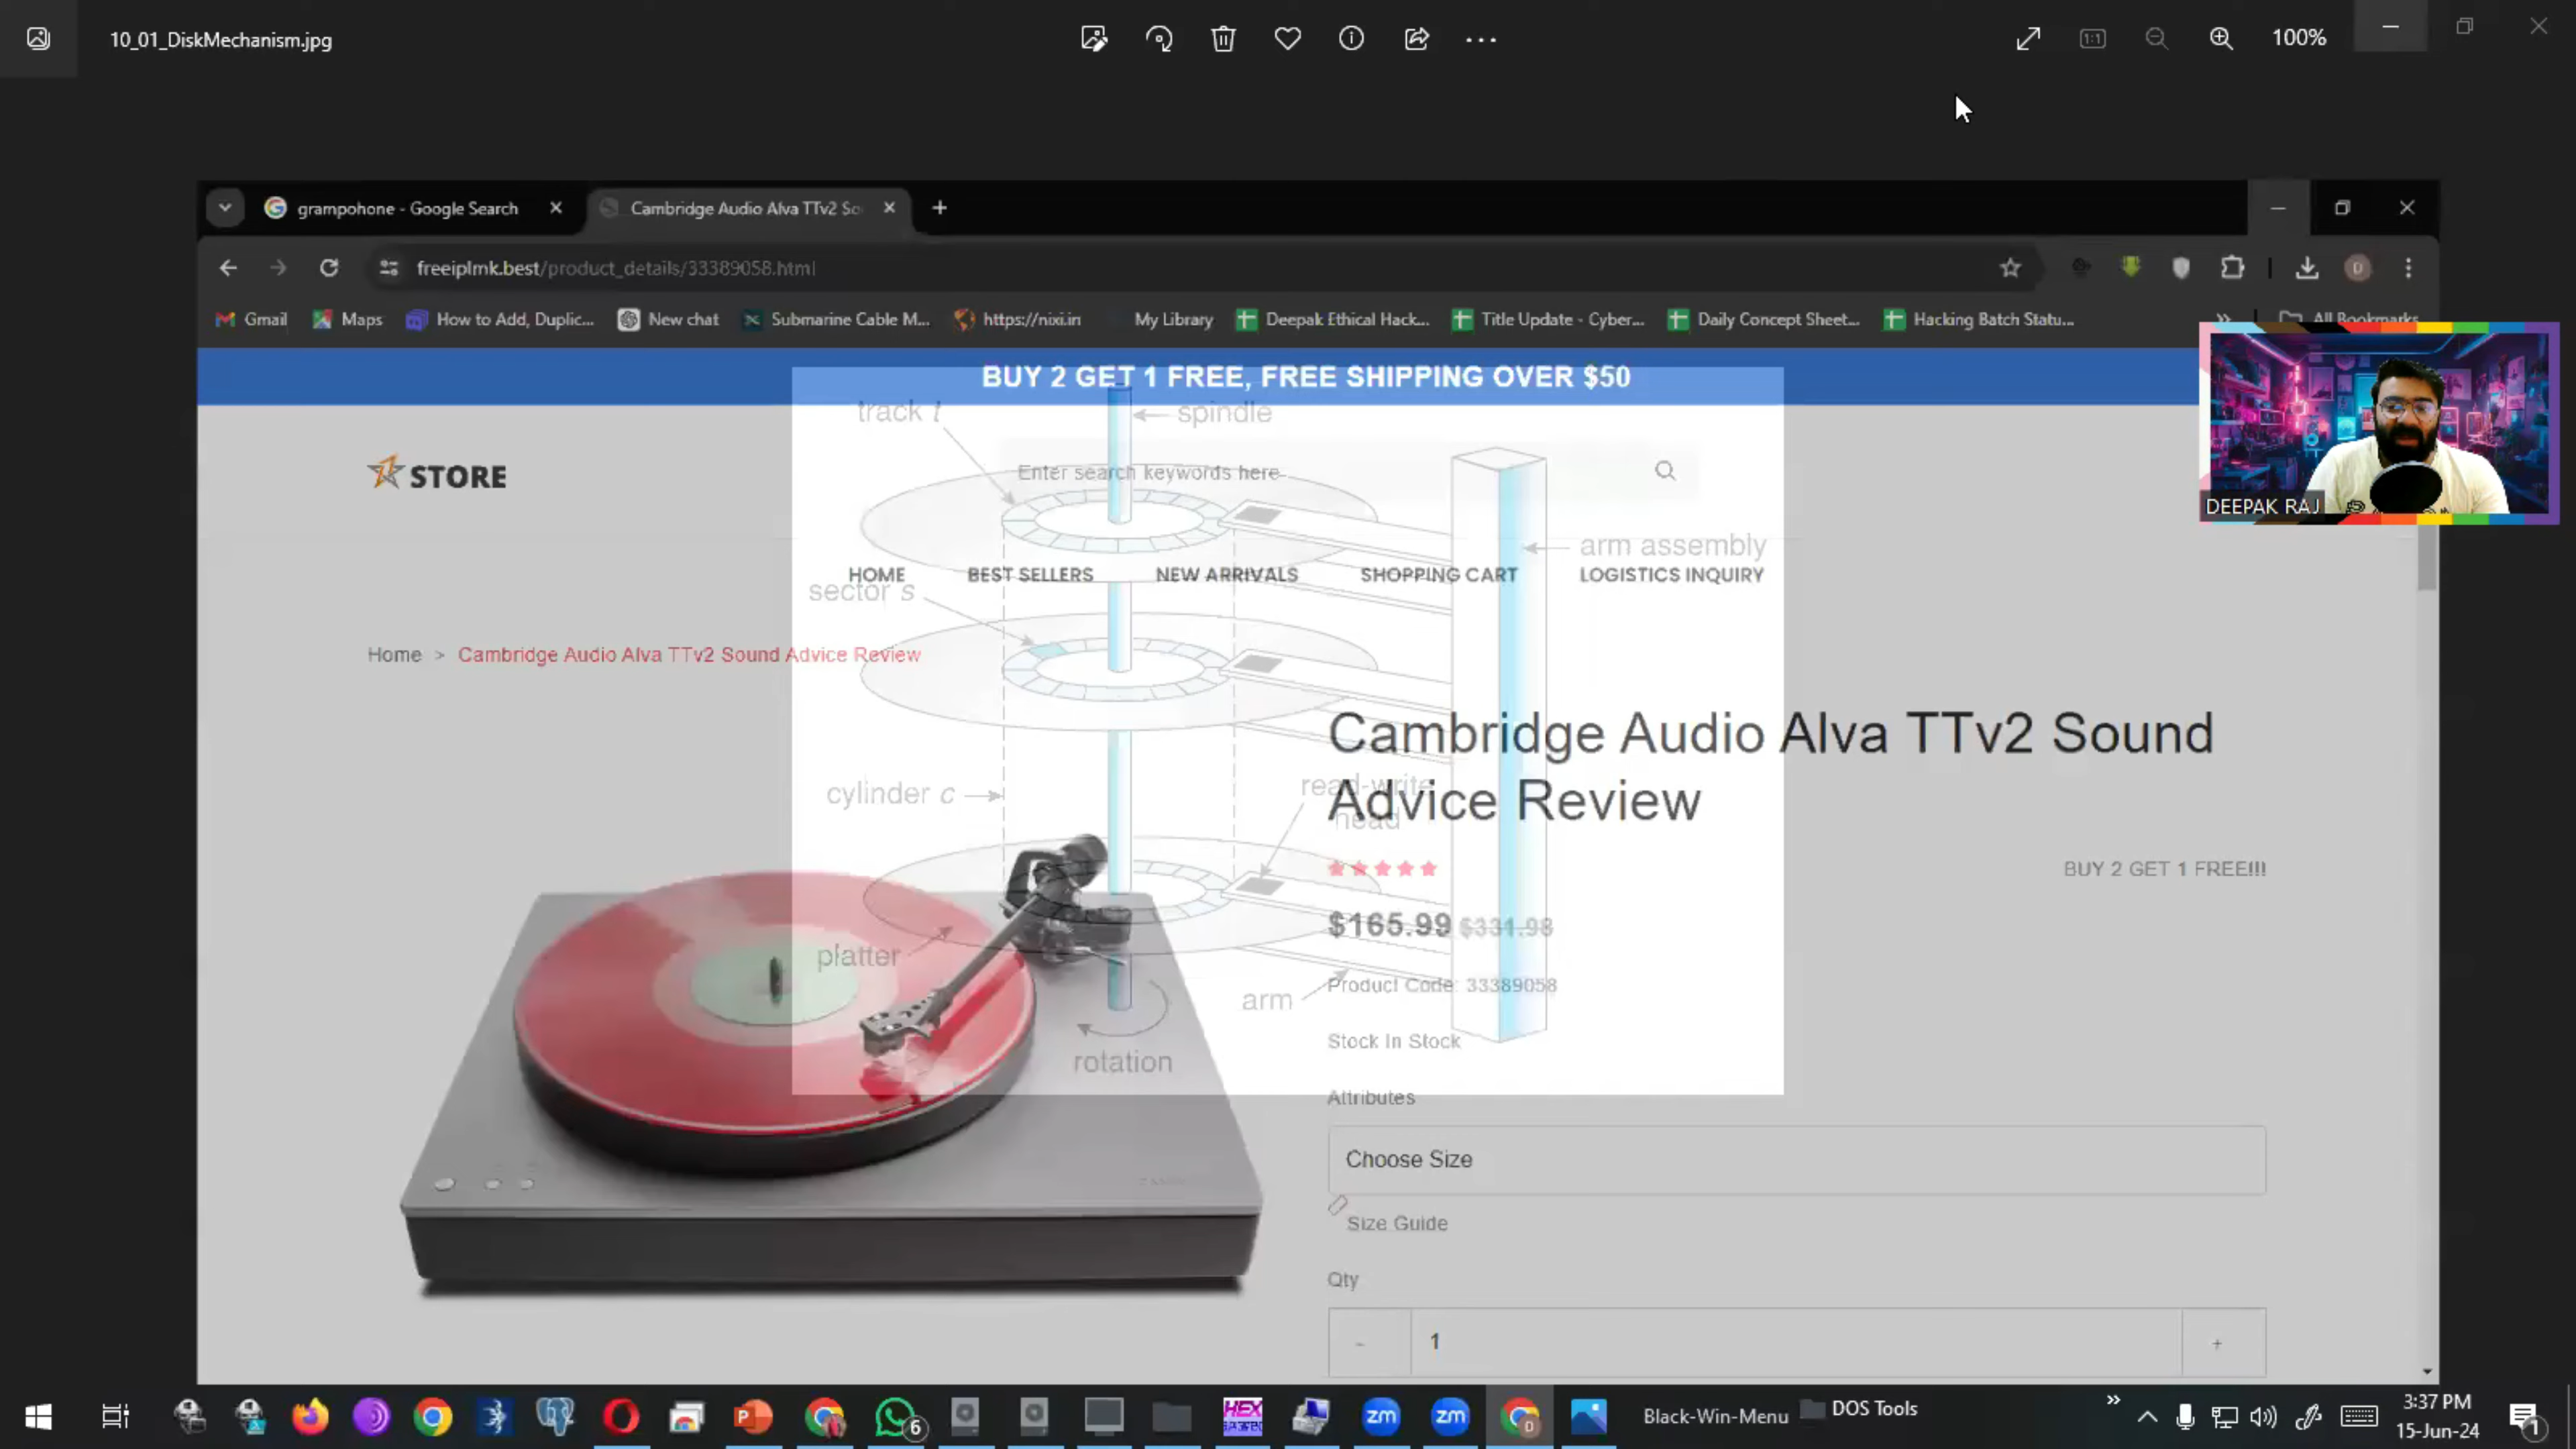 10_01_DiskMechanism.jpg
100%
grampohone - Google Search
Cambridge Audio Alva TTv2 So
freeiplmk.best/product_details/33389058.html
Gmail
Maps
How to Add, Duplic...
New chat
Submarine Cable M...
https://nixi.in
My Library
Deepak Ethical Hack...
Title Update - Cyber...
Daily Concept Sheet...
Hacking Batch Statu...
All Bookmarks
BUY 2 GET 1 FREE, FREE SHIPPING OVER $50
track t
spindle
STORE
Enter search keywords here
DEEPAK RAJ
arm assembly
HOME
BEST SELLERS
NEW ARRIVALS
SHOPPING CART
LOGISTICS INQUIRY
sector s
Home > Cambridge Audio Alva TTv2 Sound Advice Review
Cambridge Audio Alva TTv2 Sound
Advice Review
cylinder c
read-write
head
BUY 2 GET 1 FREE!!!
$165.99 $331.98
platter
Product Code: 33389058
arm
Stock In Stock
rotation
Attributes
Choose Size
Size Guide
Qty
- 1 +
HEX
zm
zm
6
D
Black-Win-Menu
DOS Tools
3:37 PM
15-Jun-24
1